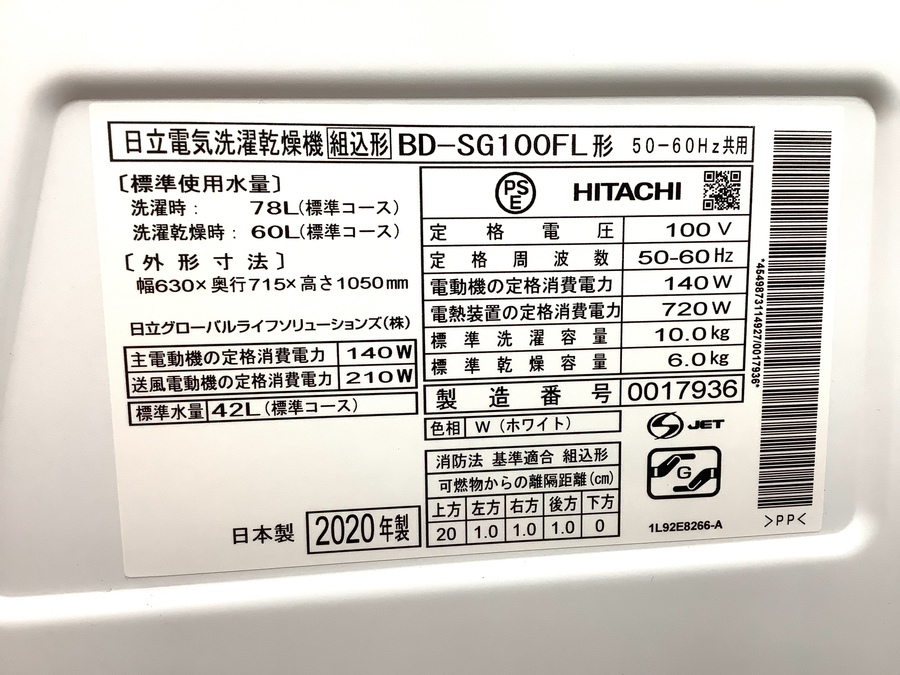 日立電気洗濯乾燥機 組込形 BD-SG100FL形 50-60Hz共用
〔標準使用水量〕
洗濯時： 78L(標準コース)
洗濯乾燥時：60L(標準コース)
〔外形寸法〕
幅630×奥行715×高さ1050mm
日立グローバルライフソリューションズ(株)
主電動機の定格消費電力 140W
送風電動機の定格消費電力 210W
標準水量 42L(標準コース)
日本製 2020年製
PSE HITACHI
定格電圧 100V
定格周波数 50-60Hz
電動機の定格消費電力 140W
電熱装置の定格消費電力 720W
標準洗濯容量 10.0kg
標準乾燥容量 6.0kg
製造番号 0017936
色相 W(ホワイト)
消防法 基準適合 組込形
可燃物からの離隔距離(cm)
上方 左方 右方 後方 下方
20 1.0 1.0 1.0 0
JET
G
1L92E8266-A
*4549873114927/0017936*
>PP<